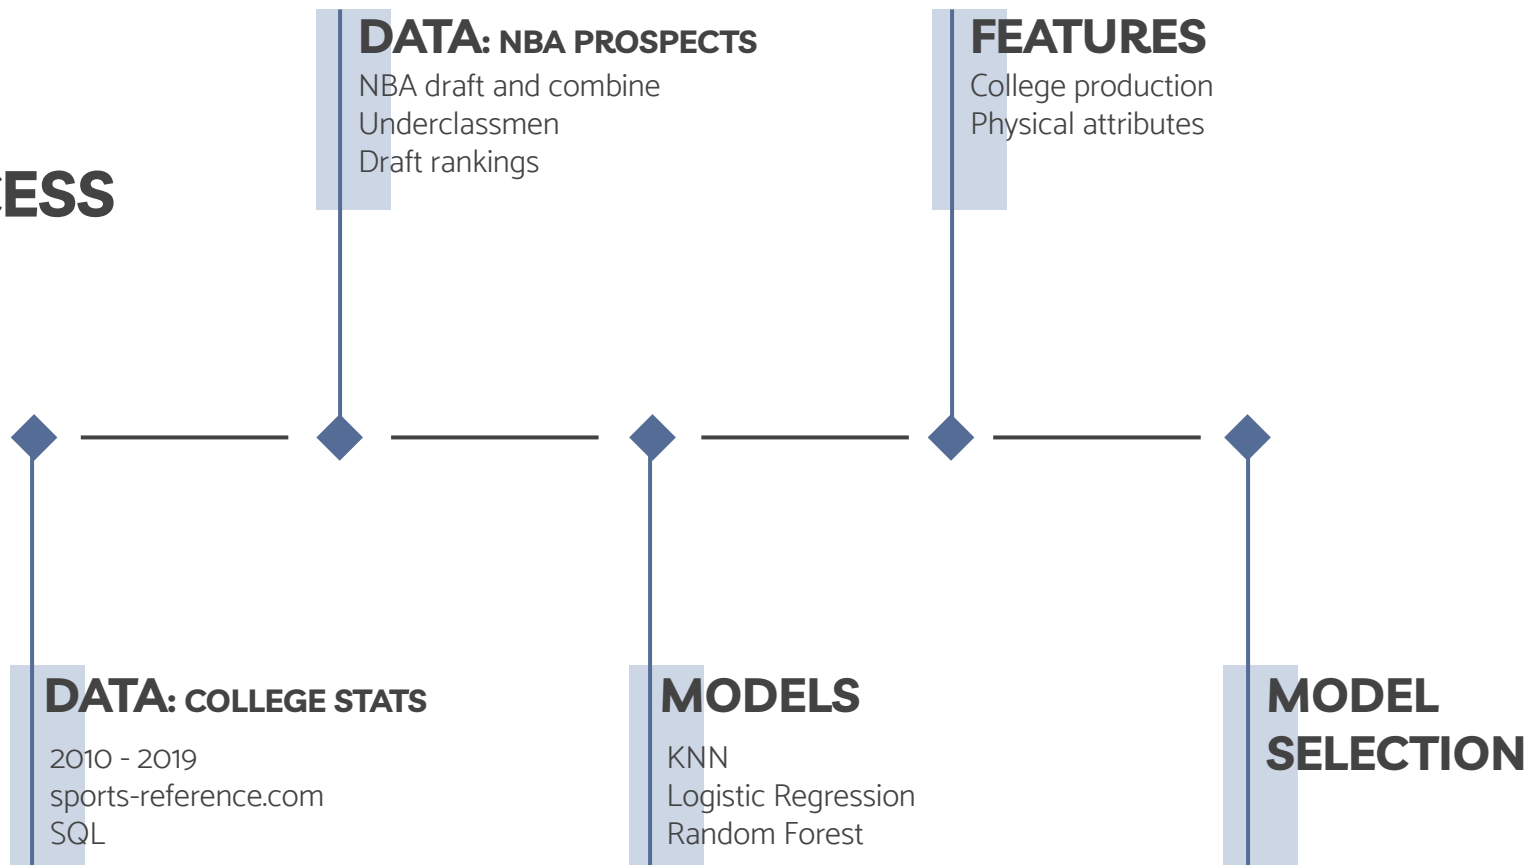 ESS
DATA: NBA PROSPECTS
NBA draft and combine
Underclassmen
Draft rankings
FEATURES
College production
Physical attributes
DATA: COLLEGE STATS
2010 - 2019
sports-reference.com
SQL
MODELS
KNN
Logistic Regression
Random Forest
MODEL
SELECTION